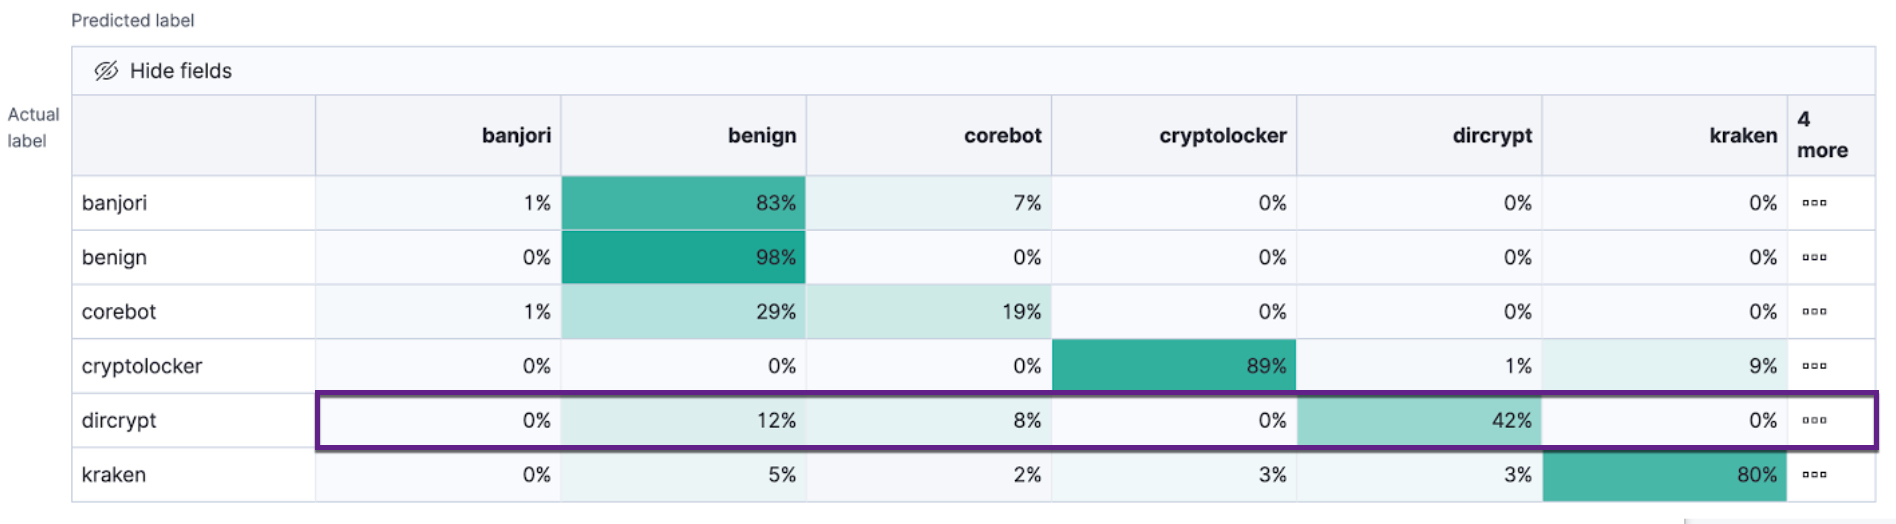 Predicted label
Hide fields
Actual label
banjori benign corebot cryptolocker dircrypt kraken 4 more
banjori 1% 83% 7% 0% 0% 0%
benign 0% 98% 0% 0% 0% 0%
corebot 1% 29% 19% 0% 0% 0%
cryptolocker 0% 0% 0% 89% 1% 9%
dircrypt 0% 12% 8% 0% 42% 0%
kraken 0% 5% 2% 3% 3% 80%